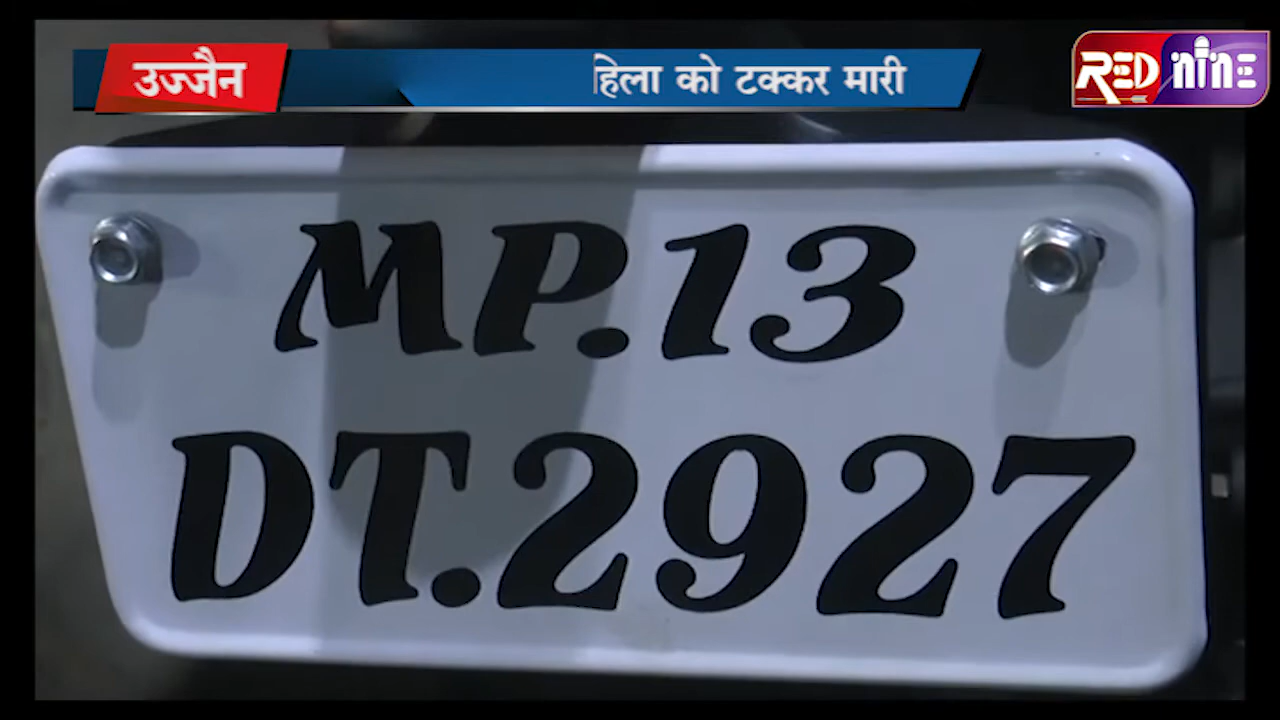 उज्जैन
हिला को टक्कर मारी
RED NINE
MP.13
DT.2927